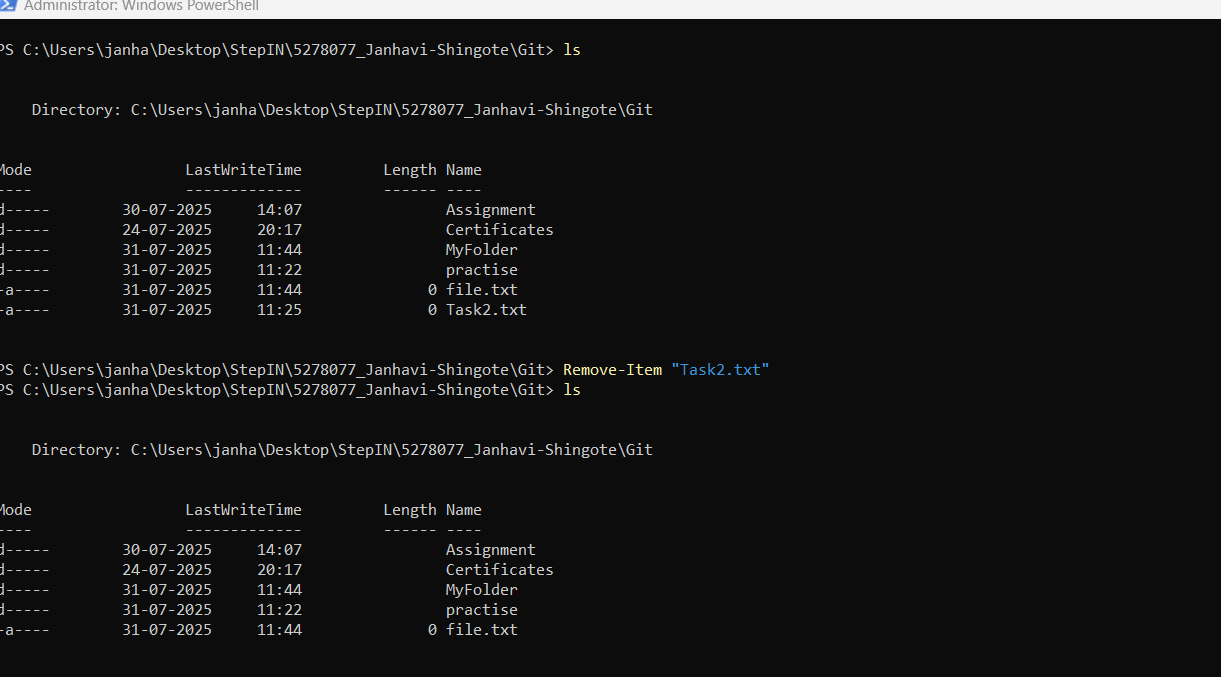 Administrator: Windows PowerShell
PS C:\Users\janha\Desktop\StepIN\5278077_Janhavi-Shingote\Git> ls
Directory: C:\Users\janha\Desktop\StepIN\5278077_Janhavi-Shingote\Git
Mode                 LastWriteTime         Length Name
----                 -------------         ------ ----
d-----        30-07-2025     14:07                Assignment
d-----        24-07-2025     20:17                Certificates
d-----        31-07-2025     11:44                MyFolder
d-----        31-07-2025     11:22                practise
-a----        31-07-2025     11:44              0 file.txt
-a----        31-07-2025     11:25              0 Task2.txt
PS C:\Users\janha\Desktop\StepIN\5278077_Janhavi-Shingote\Git> Remove-Item "Task2.txt"
PS C:\Users\janha\Desktop\StepIN\5278077_Janhavi-Shingote\Git> ls
Directory: C:\Users\janha\Desktop\StepIN\5278077_Janhavi-Shingote\Git
Mode                 LastWriteTime         Length Name
----                 -------------         ------ ----
d-----        30-07-2025     14:07                Assignment
d-----        24-07-2025     20:17                Certificates
d-----        31-07-2025     11:44                MyFolder
d-----        31-07-2025     11:22                practise
-a----        31-07-2025     11:44              0 file.txt